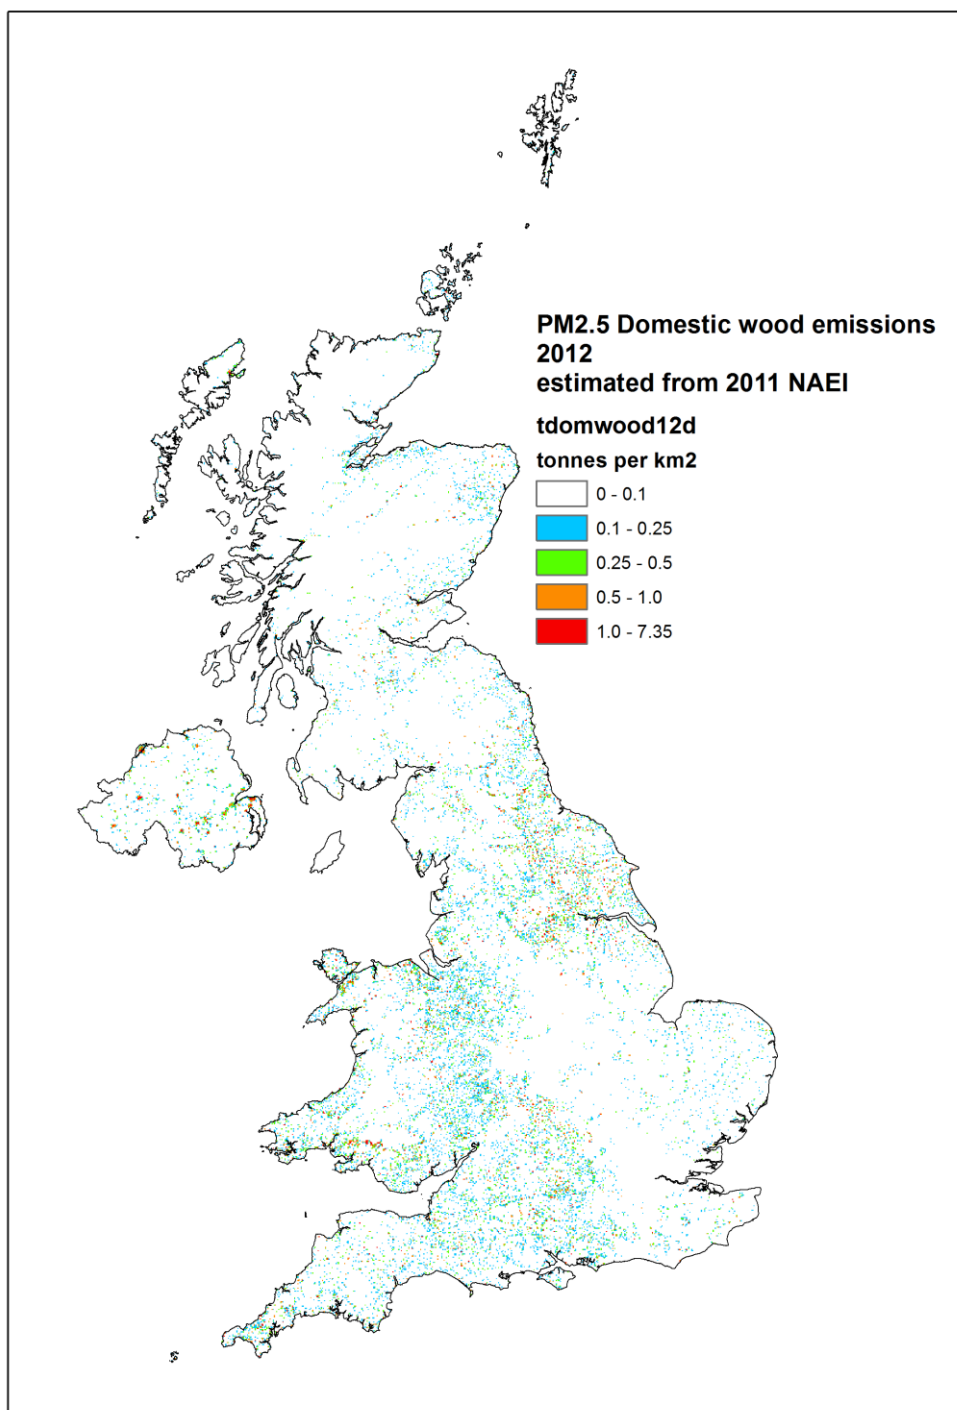 PM2.5 Domestic wood emissions
2012
estimated from 2011 NAEI
tdomwood12d
tonnes per km2
0 - 0.1
0.1 - 0.25
0.25 - 0.5
0.5 - 1.0
1.0 - 7.35